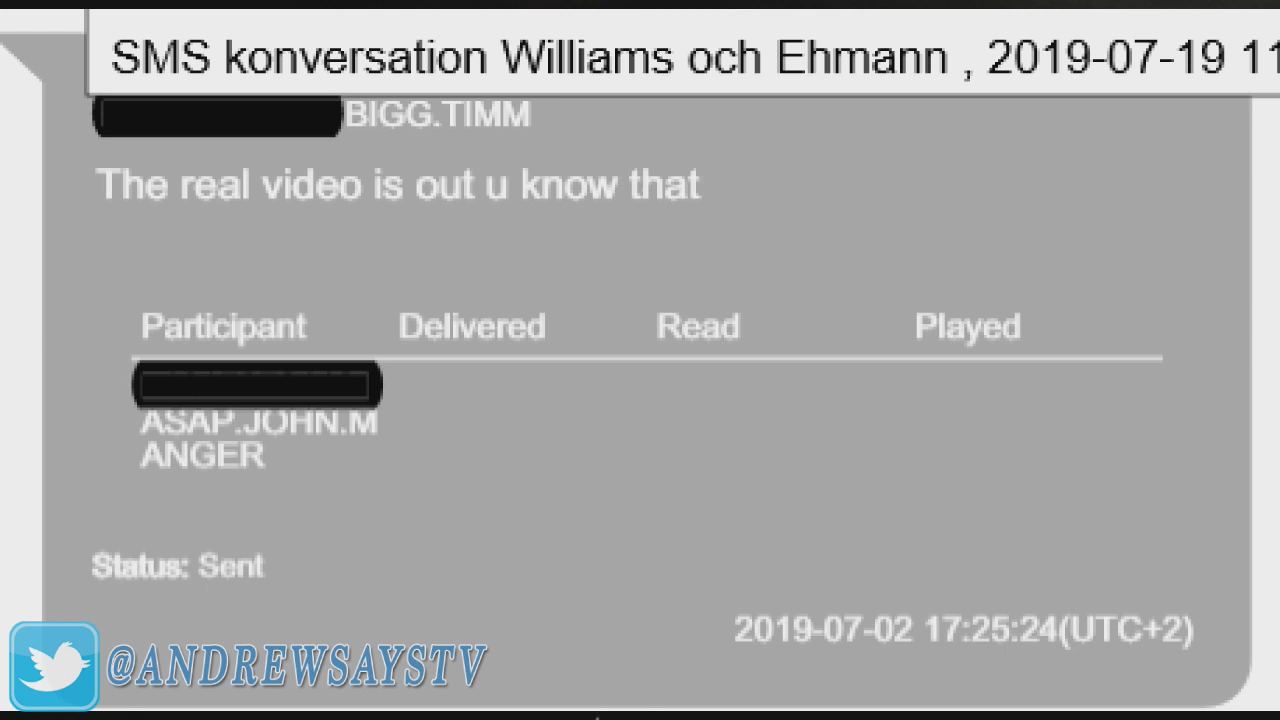 SMS konversation Williams och Ehmann , 2019-07-19 11
BIGG.TIMM
The real video is out u know that
Participant Delivered Read Played
ASAP.JOHN.M
ANGER
Status: Sent
2019-07-02 17:25:24(UTC+2)
@ANDREWSAYSTV